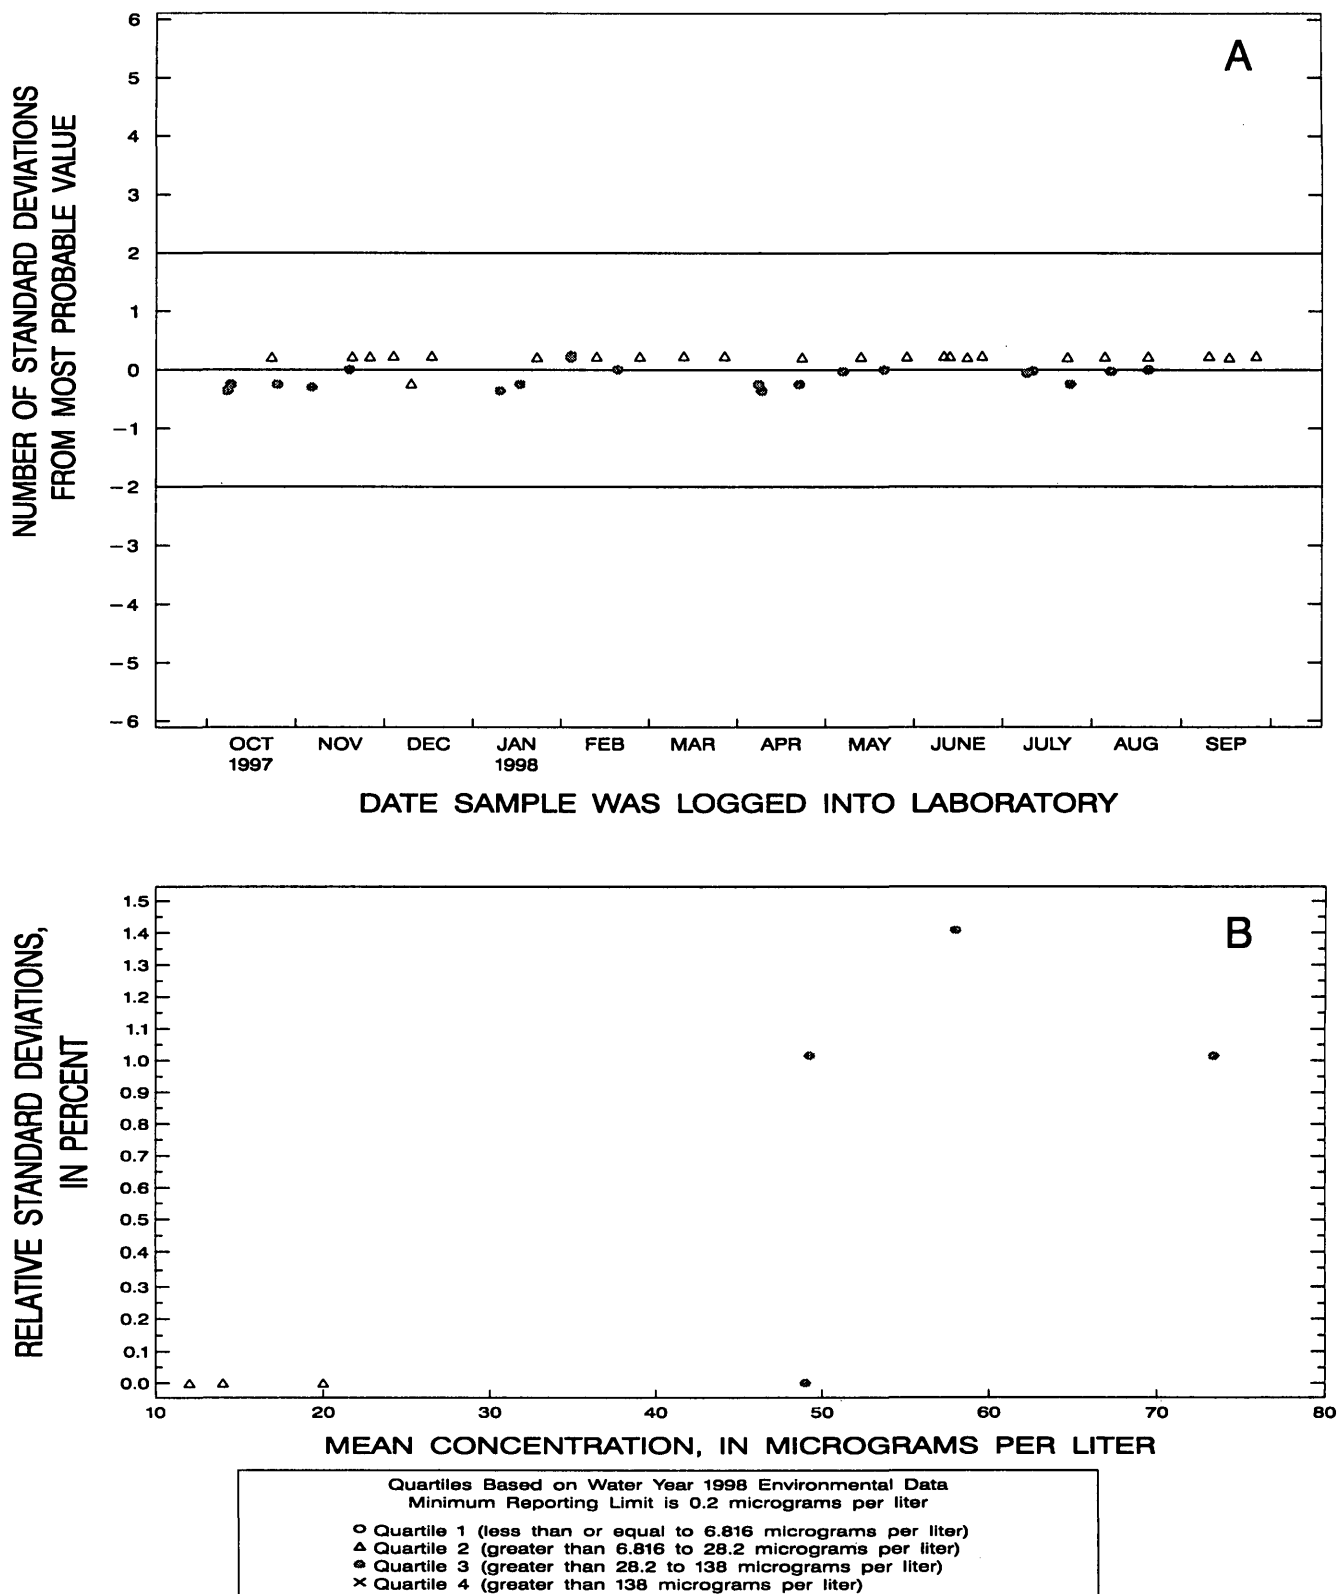 A
NUMBER OF STANDARD DEVIATIONS
FROM MOST PROBABLE VALUE
6
5
4
3
2
1
0
−1
−2
−3
−4
−5
−6
OCT NOV DEC JAN FEB MAR APR MAY JUNE JULY AUG SEP
1997 1998
DATE SAMPLE WAS LOGGED INTO LABORATORY
B
RELATIVE STANDARD DEVIATIONS,
IN PERCENT
1.5
1.4
1.3
1.2
1.1
1.0
0.9
0.8
0.7
0.6
0.5
0.4
0.3
0.2
0.1
0.0
10 20 30 40 50 60 70 80
MEAN CONCENTRATION, IN MICROGRAMS PER LITER
Quartiles Based on Water Year 1998 Environmental Data
Minimum Reporting Limit is 0.2 micrograms per liter
Quartile 1 (less than or equal to 6.816 micrograms per liter)
Quartile 2 (greater than 6.816 to 28.2 micrograms per liter)
Quartile 3 (greater than 28.2 to 138 micrograms per liter)
Quartile 4 (greater than 138 micrograms per liter)